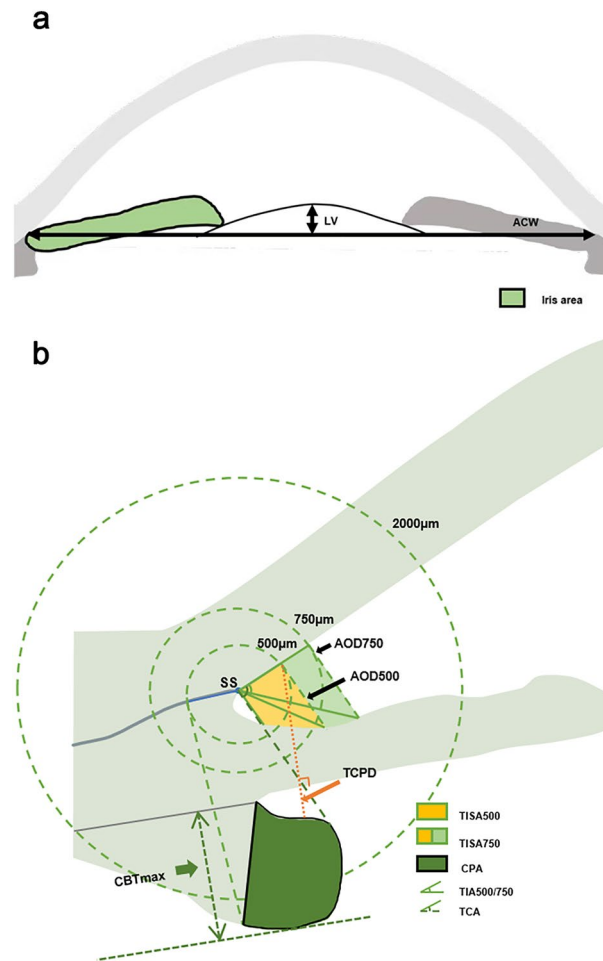 a
LV
ACW
Iris area
b
2000μm
750μm
500μm
AOD750
AOD500
SS
TCPD
CBTmax
TISA500
TISA750
CPA
TIA500/750
TCA